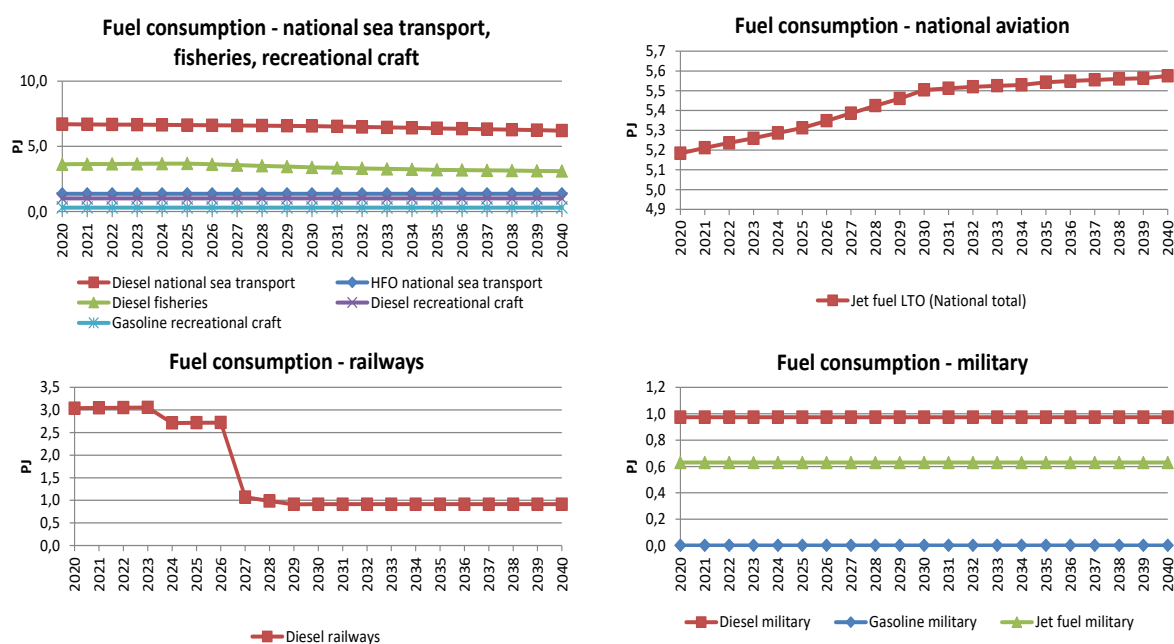 Fuel consumption - national sea transport,
fisheries, recreational craft
10,0
5,0
0,0
PJ
2020 2021 2022 2023 2024 2025 2026 2027 2028 2029 2030 2031 2032 2033 2034 2035 2036 2037 2038 2039 2040
Diesel national sea transport HFO national sea transport
Diesel fisheries Diesel recreational craft
Gasoline recreational craft
Fuel consumption - national aviation
5,7
5,6
5,5
5,4
5,3
5,2
5,1
5,0
4,9
PJ
2020 2021 2022 2023 2024 2025 2026 2027 2028 2029 2030 2031 2032 2033 2034 2035 2036 2037 2038 2039 2040
Jet fuel LTO (National total)
Fuel consumption - railways
3,5
3,0
2,5
2,0
1,5
1,0
0,5
0,0
PJ
2020 2021 2022 2023 2024 2025 2026 2027 2028 2029 2030 2031 2032 2033 2034 2035 2036 2037 2038 2039 2040
Diesel railways
Fuel consumption - military
1,2
1,0
0,8
0,6
0,4
0,2
0,0
PJ
2020 2021 2022 2023 2024 2025 2026 2027 2028 2029 2030 2031 2032 2033 2034 2035 2036 2037 2038 2039 2040
Diesel military Gasoline military Jet fuel military